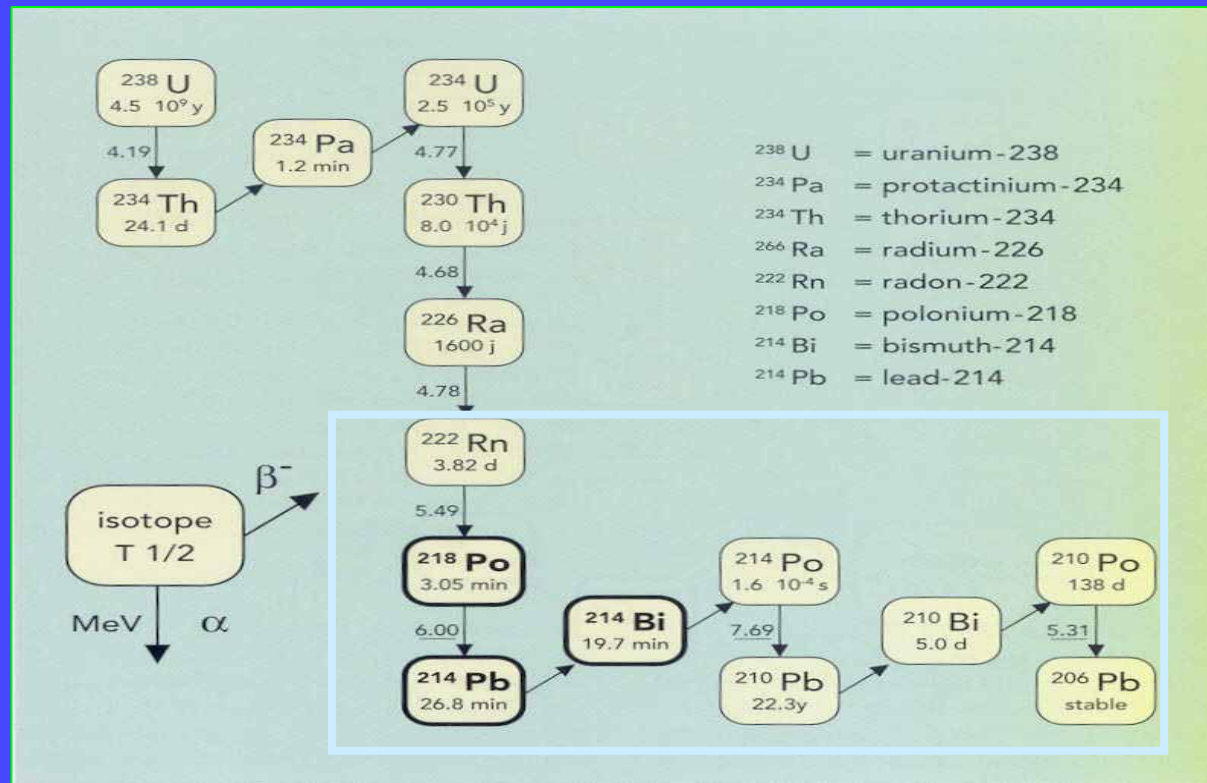 238 U
4.5 10⁹ y
4.19
234 Th
24.1 d
234 Pa
1.2 min
234 U
2.5 10⁵ y
4.77
230 Th
8.0 10⁴ j
4.68
226 Ra
1600 j
4.78
222 Rn
3.82 d
5.49
218 Po
3.05 min
6.00
214 Pb
26.8 min
214 Bi
19.7 min
214 Po
1.6 10⁻⁴ s
7.69
210 Pb
22.3y
210 Bi
5.0 d
210 Po
138 d
5.31
206 Pb
stable
238 U = uranium-238
234 Pa = protactinium-234
234 Th = thorium-234
266 Ra = radium-226
222 Rn = radon-222
218 Po = polonium-218
214 Bi = bismuth-214
214 Pb = lead-214
isotope
T 1/2
β⁻
MeV α